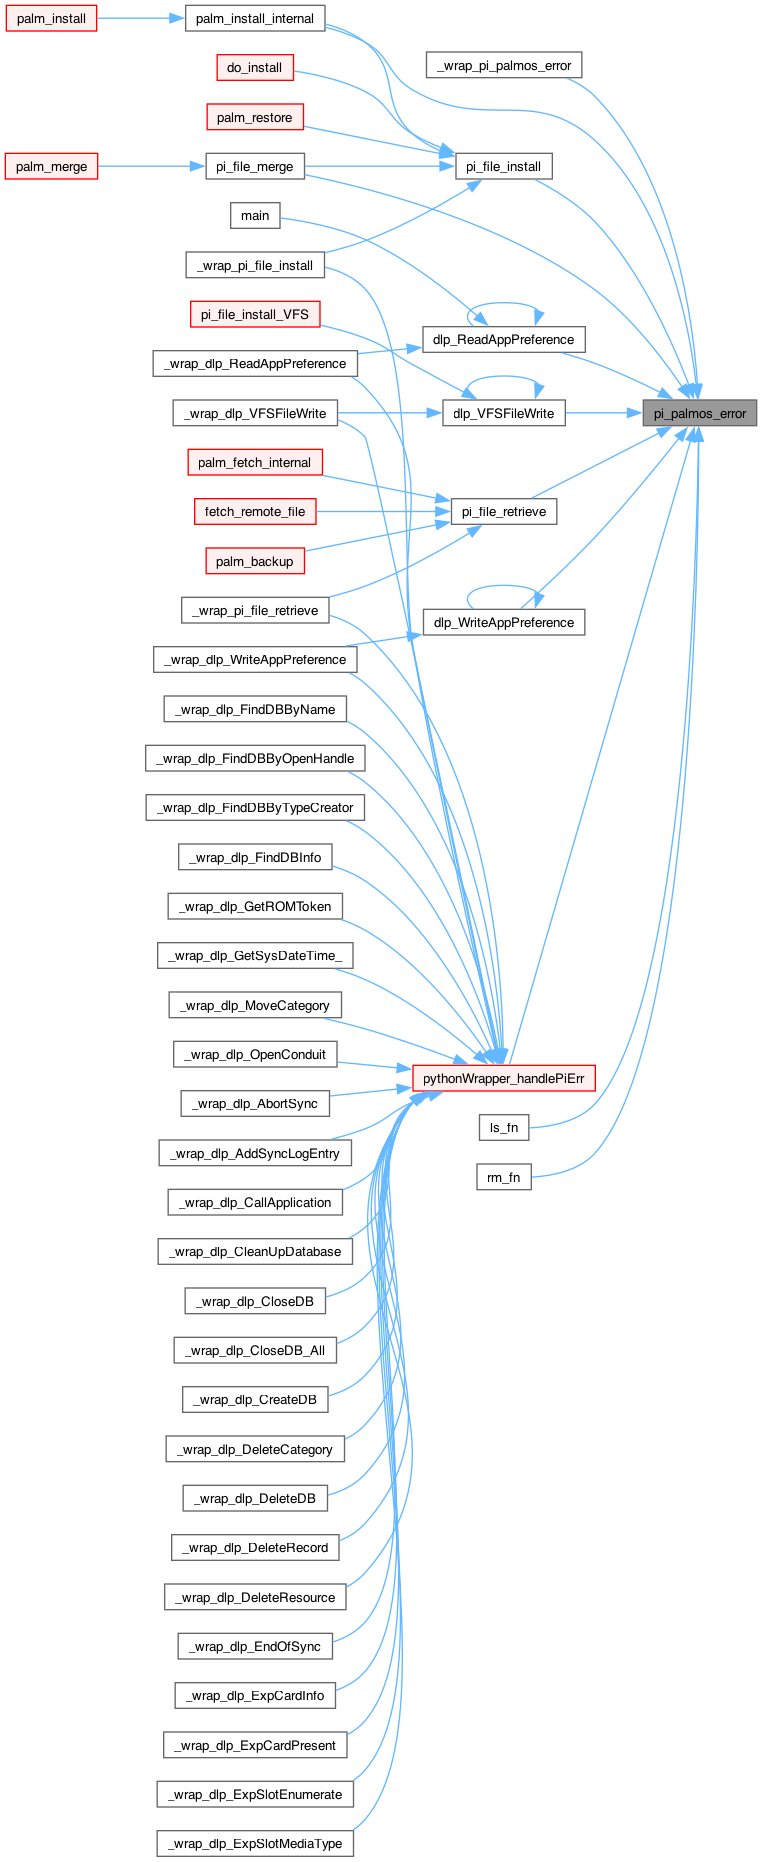 palm_install
palm_install_internal
_wrap_pi_palmos_error
do_install
palm_restore
palm_merge
pi_file_merge
pi_file_install
main
_wrap_pi_file_install
pi_file_install_VFS
dlp_ReadAppPreference
_wrap_dlp_ReadAppPreference
_wrap_dlp_VFSFileWrite
dlp_VFSFileWrite
pi_palmos_error
palm_fetch_internal
fetch_remote_file
pi_file_retrieve
palm_backup
_wrap_pi_file_retrieve
dlp_WriteAppPreference
_wrap_dlp_WriteAppPreference
_wrap_dlp_FindDBByName
_wrap_dlp_FindDBByOpenHandle
_wrap_dlp_FindDBByTypeCreator
_wrap_dlp_FindDBInfo
_wrap_dlp_GetROMToken
_wrap_dlp_GetSysDateTime_
_wrap_dlp_MoveCategory
_wrap_dlp_OpenConduit
pythonWrapper_handlePiErr
_wrap_dlp_AbortSync
ls_fn
_wrap_dlp_AddSyncLogEntry
rm_fn
_wrap_dlp_CallApplication
_wrap_dlp_CleanUpDatabase
_wrap_dlp_CloseDB
_wrap_dlp_CloseDB_All
_wrap_dlp_CreateDB
_wrap_dlp_DeleteCategory
_wrap_dlp_DeleteDB
_wrap_dlp_DeleteRecord
_wrap_dlp_DeleteResource
_wrap_dlp_EndOfSync
_wrap_dlp_ExpCardInfo
_wrap_dlp_ExpCardPresent
_wrap_dlp_ExpSlotEnumerate
_wrap_dlp_ExpSlotMediaType